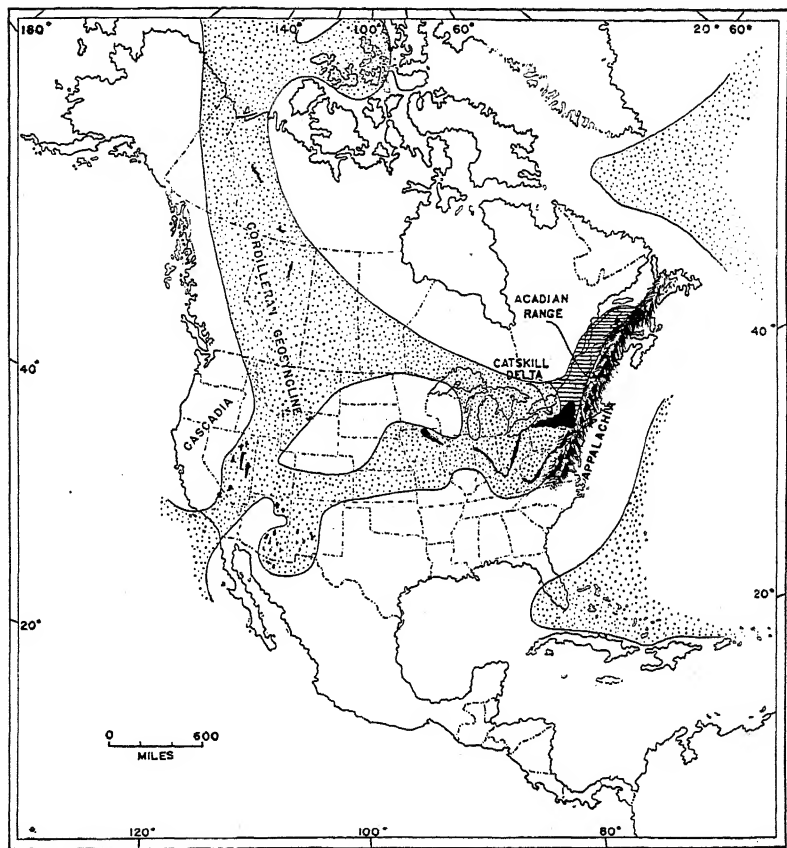 180°
140°
100°
60°
20° 60°
ACADIAN
RANGE
40°
CORDILLERAN GEOSYNCLINE
CATSKILL
DELTA
40°
CASCADIA
APPALACHIA
20°
20°
0 600
MILES
120°
100°
80°